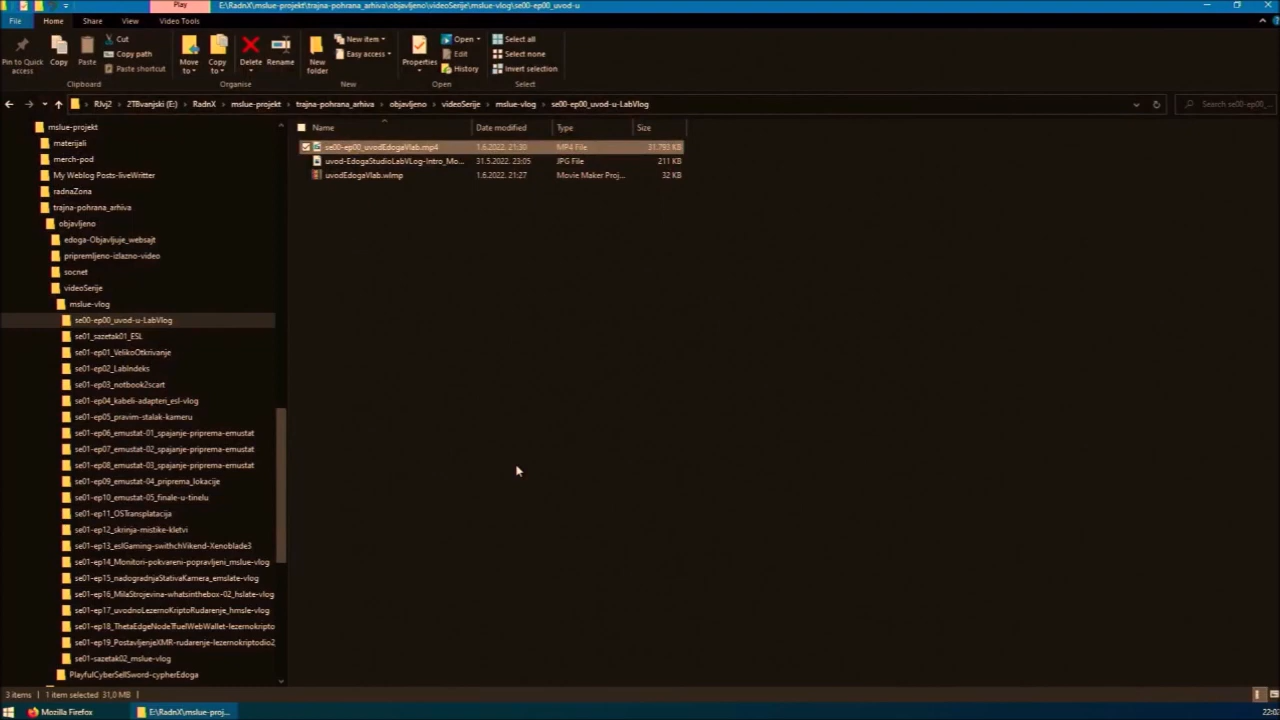 Play E:\RadnX\mslue-projekt\trajna-pohrana_arhiva\objavljeno\videoSerije\mslue-vlog\se00-ep00_uvod-u
File Home Share View Video Tools
Pin to Quick access
Copy
Paste
Cut
Copy path
Paste shortcut
Clipboard
Move to
Copy to
Delete
Rename
Organise
New folder
New item
Easy access
New
Properties
Open
Edit
History
Open
Select all
Select none
Invert selection
Select
RJvj2 2TBvanjski (E:) RadnX mslue-projekt trajna-pohrana_arhiva objavljeno videoSerije mslue-vlog se00-ep00_uvod-u-LabVlog
Search se00-ep00_...
Name Date modified Type Size
se00-ep00_uvodEdogaVlab.mp4 1.6.2022. 21:30 MP4 File 31.793 KB
uvod-EdogaStudioLabVLog-Intro_Mo... 31.5.2022. 23:05 JPG File 211 KB
uvodEdogaVlab.wlmp 1.6.2022. 21:27 Movie Maker Proj... 32 KB
mslue-projekt
materijali
merch-pod
My Weblog Posts-liveWritter
radnaZona
trajna-pohrana_arhiva
objavljeno
edoga-Objavljuje_websajt
pripremljeno-izlazno-video
socnet
videoSerije
mslue-vlog
se00-ep00_uvod-u-LabVlog
se01_sazetak01_ESL
se01-ep01_VelikoOtkrivanje
se01-ep02_LabIndeks
se01-ep03_notbook2scart
se01-ep04_kabeli-adapteri_esl-vlog
se01-ep05_pravim-stalak-kameru
se01-ep06_emustat-01_spajanje-priprema-emustat
se01-ep07_emustat-02_spajanje-priprema-emustat
se01-ep08_emustat-03_spajanje-priprema-emustat
se01-ep09_emustat-04_priprema_lokacije
se01-ep10_emustat-05_finale-u-tinelu
se01-ep11_OSTransplatacija
se01-ep12_skrinja-mistike-kletvi
se01-ep13_eslGaming-swithchVikend-Xenoblade3
se01-ep14_Monitori-pokvareni-popravljeni_mslue-vlog
se01-ep15_nadogradnjaStativaKamera_emslate-vlog
se01-ep16_MilaStrojevina-whatsinthebox-02_hslate-vlog
se01-ep17_uvodnoLezernoKriptoRudarenje_hmsle-vlog
se01-ep18_ThetaEdgeNodeTfuelWebWallet-lezernokripto
se01-ep19_PostavljenjeXMR-rudarenje-lezernokriptodio2
se01-sazetak02_mslue-vlog
PlayfulCyberSellSword-cypherEdoga
3 items 1 item selected 31,0 MB
Mozilla Firefox E:\RadnX\mslue-proj...